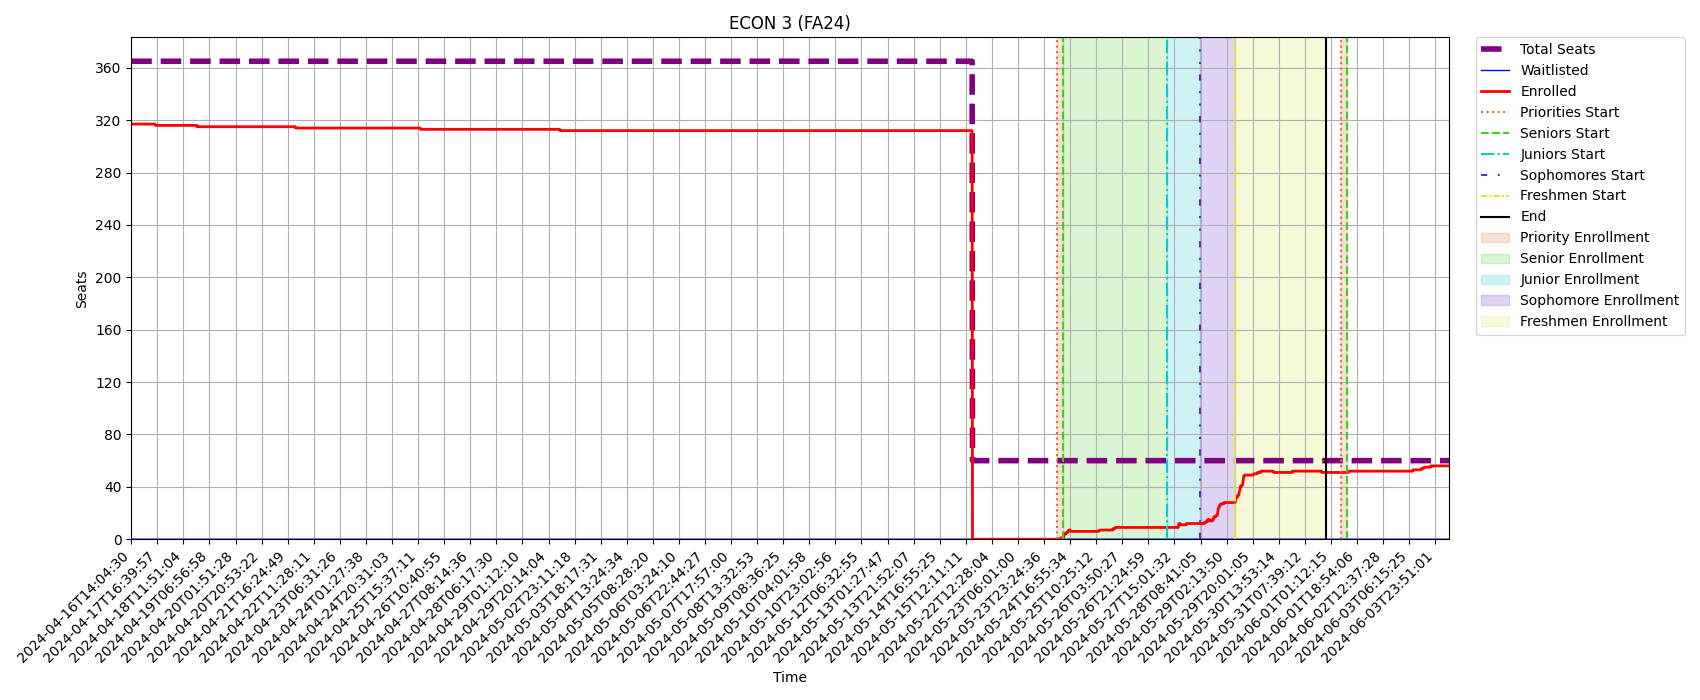 ECON 3 (FA24)
Seats
360
320
280
240
200
160
120
80
40
0
2024-04-16T14:04:30
2024-04-17T16:39:57
2024-04-18T11:51:04
2024-04-19T06:56:58
2024-04-20T01:51:28
2024-04-20T20:53:22
2024-04-21T16:24:49
2024-04-22T11:28:11
2024-04-23T06:31:26
2024-04-24T01:27:38
2024-04-24T20:31:03
2024-04-25T15:37:11
2024-04-26T10:40:55
2024-04-27T08:14:36
2024-04-28T06:17:30
2024-04-29T01:12:10
2024-04-29T20:14:04
2024-05-02T23:11:18
2024-05-03T18:17:31
2024-05-04T13:24:34
2024-05-05T08:28:20
2024-05-06T03:24:10
2024-05-06T22:44:27
2024-05-07T17:57:00
2024-05-08T13:32:53
2024-05-09T08:36:25
2024-05-10T04:01:58
2024-05-12T23:02:56
2024-05-12T06:32:55
2024-05-13T01:27:47
2024-05-13T21:52:07
2024-05-14T16:55:25
2024-05-15T12:11:11
2024-05-22T12:28:04
2024-05-23T06:01:00
2024-05-23T23:24:36
2024-05-24T16:55:34
2024-05-25T10:25:12
2024-05-26T03:50:27
2024-05-26T21:24:59
2024-05-27T15:01:32
2024-05-28T08:41:05
2024-05-29T02:13:50
2024-05-29T20:01:05
2024-05-30T13:53:14
2024-05-31T07:39:12
2024-06-01T01:12:15
2024-06-01T18:54:06
2024-06-02T12:37:28
2024-06-03T06:15:25
2024-06-03T23:51:01
Time
Total Seats
Waitlisted
Enrolled
Priorities Start
Seniors Start
Juniors Start
Sophomores Start
Freshmen Start
End
Priority Enrollment
Senior Enrollment
Junior Enrollment
Sophomore Enrollment
Freshmen Enrollment